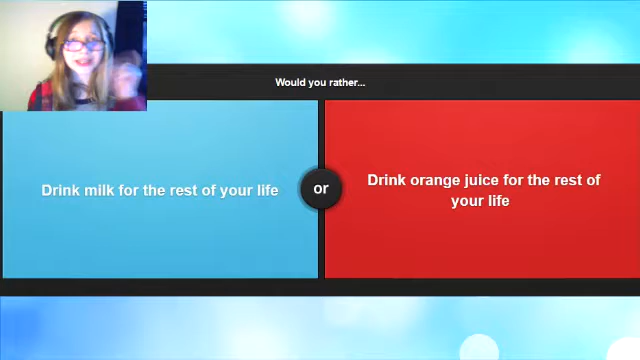 Would you rather...
Drink milk for the rest of your life
or
Drink orange juice for the rest of
your life